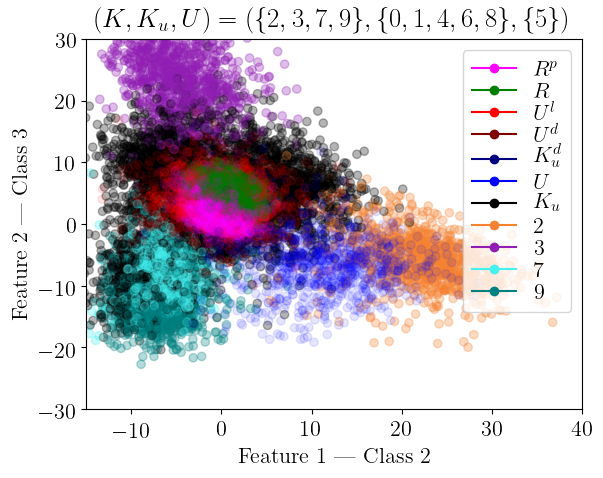 (K, K_u, U) = ({2, 3, 7, 9}, {0, 1, 4, 6, 8}, {5})
30
20
10
0
−10
−20
−30
Feature 2 — Class 3
R^p
R
U^l
U^d
K_u^d
U
K_u
2
3
7
9
−10
0
10
20
30
40
Feature 1 — Class 2